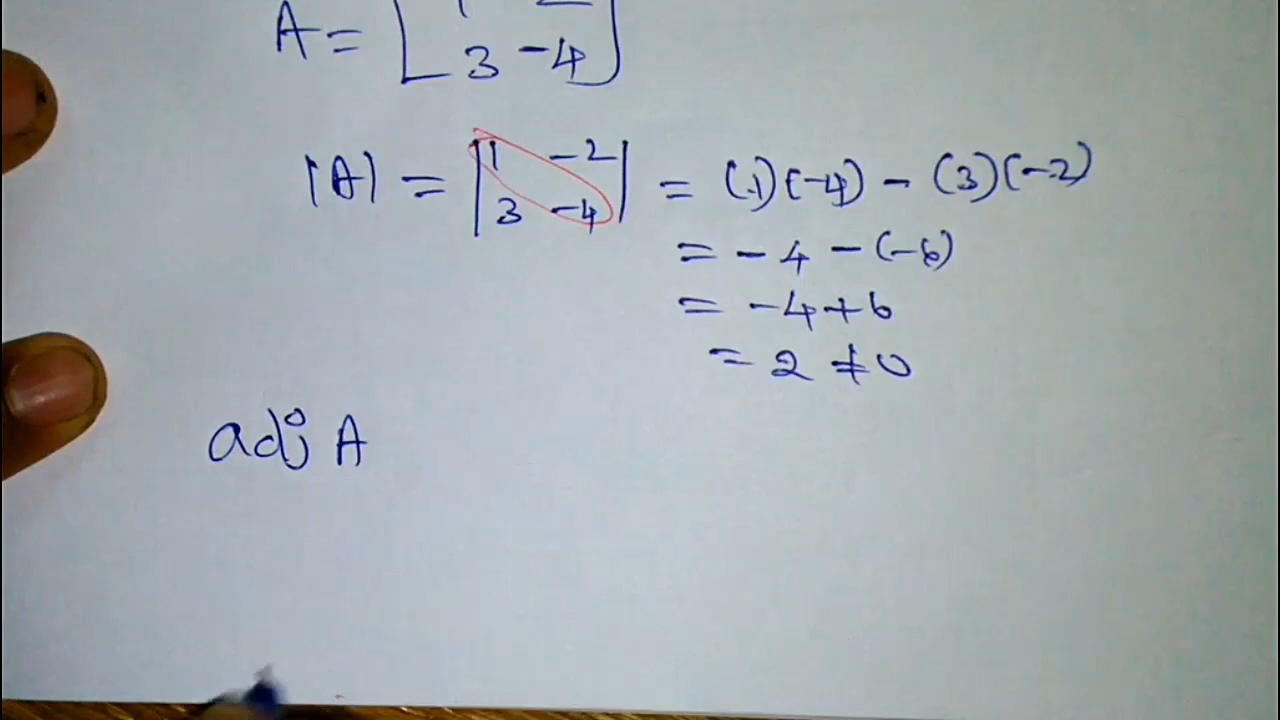 A = [
3 -4 ]
|A| = |1 -2| = (1)(-4) - (3)(-2)
|3 -4|
= -4 - (-6)
= -4+6
= 2 ≠0
adj A